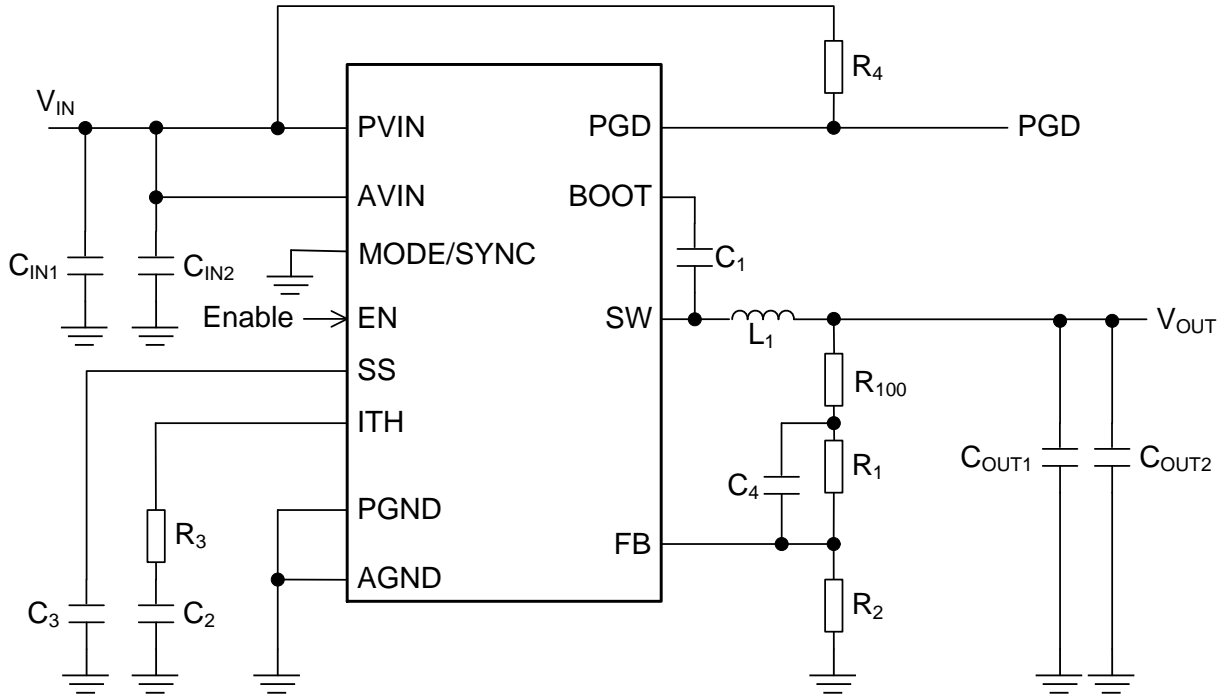 R4
VIN
PVIN
PGD
PGD
AVIN
BOOT
MODE/SYNC
CIN1
CIN2
C1
Enable
EN
SW
L1
VOUT
SS
R100
ITH
COUT1
COUT2
C4
R1
PGND
R3
FB
AGND
C3
C2
R2